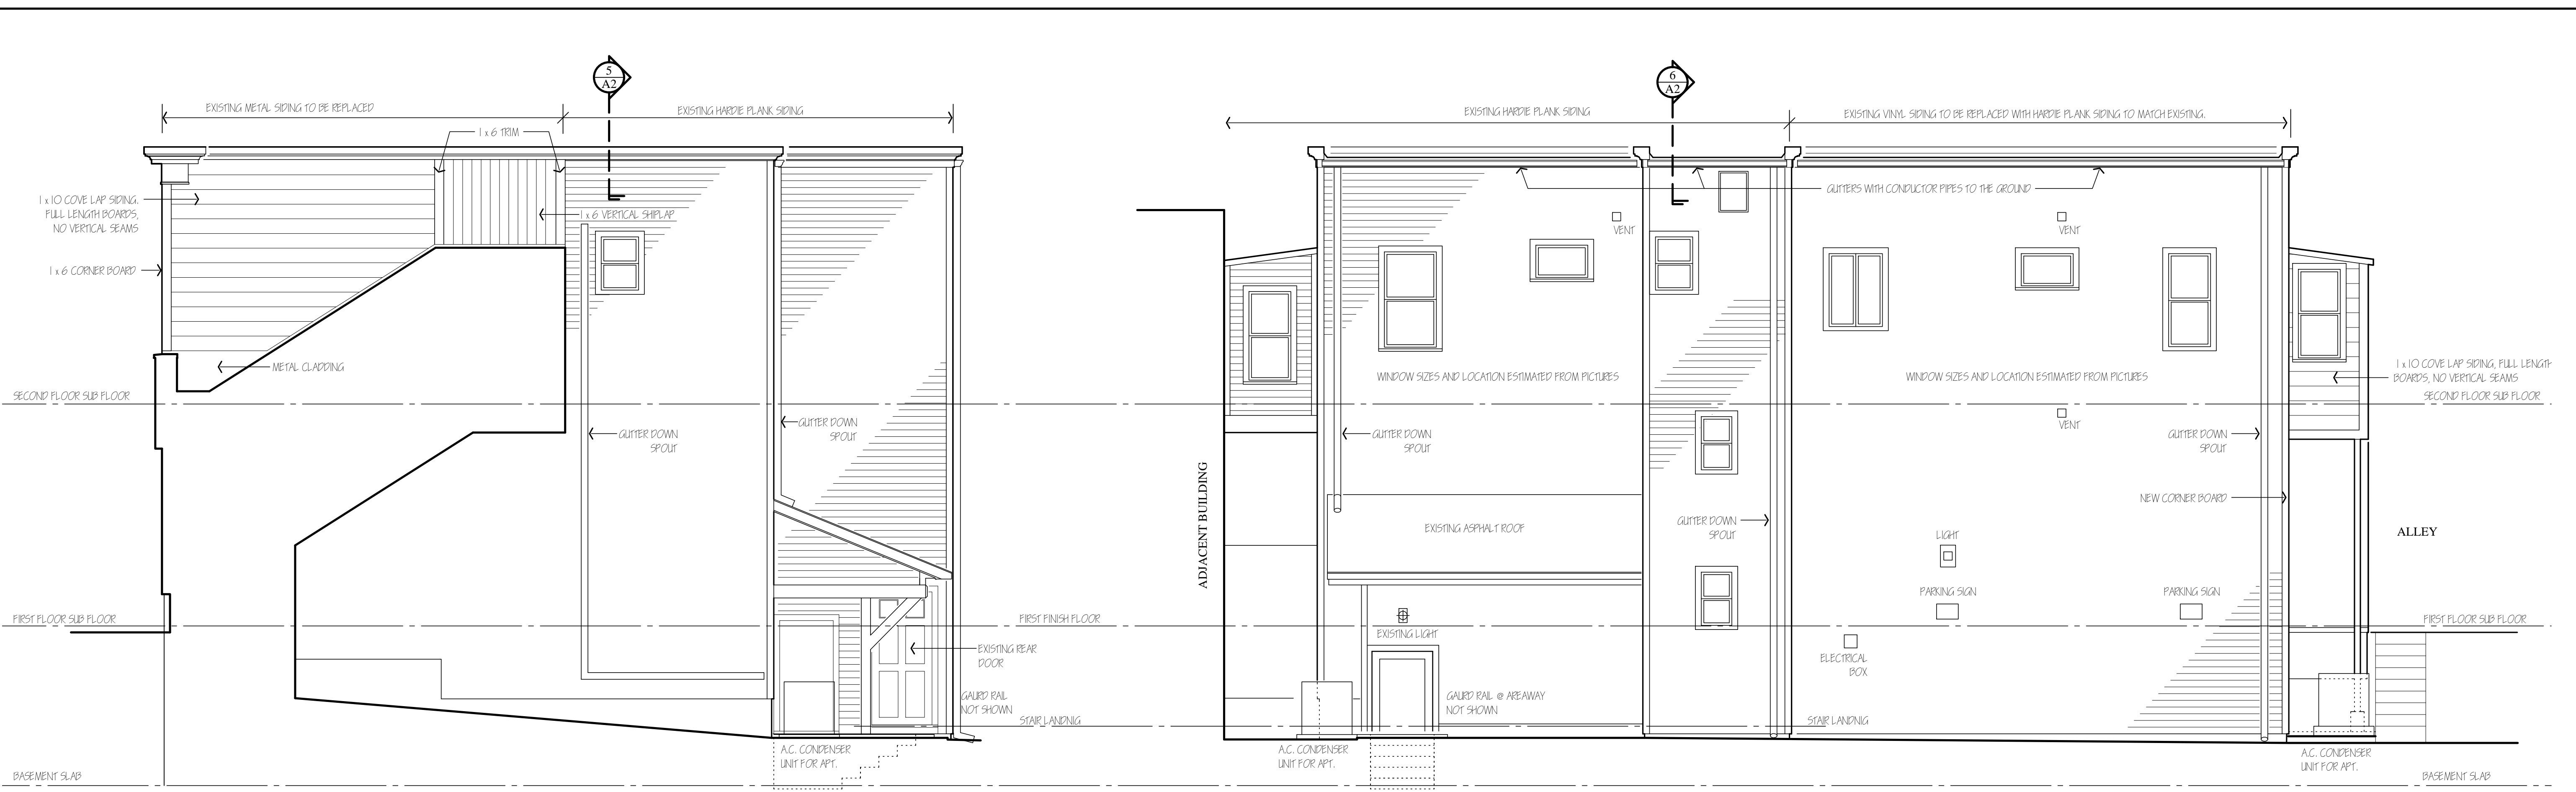 5
A2
EXISTING METAL SIDING TO BE REPLACED
EXISTING HARDIE PLANK SIDING
1 x 6 TRIM
1 x 10 COVE LAP SIDING.
FULL LENGTH BOARDS,
NO VERTICAL SEAMS
1 x 6 VERTICAL SHIPLAP
1 x 6 CORNER BOARD
METAL CLADDING
SECOND FLOOR SUB FLOOR
GUTTER DOWN
SPOUT
GUTTER DOWN
SPOUT
FIRST FLOOR SUB FLOOR
FIRST FINISH FLOOR
EXISTING REAR
DOOR
GAURD RAIL
NOT SHOWN
STAIR LANDNIG
A.C. CONDENSER
UNIT FOR APT.
BASEMENT SLAB
6
A2
EXISTING HARDIE PLANK SIDING
EXISTING VINYL SIDING TO BE REPLACED WITH HARDIE PLANK SIDING TO MATCH EXISTING.
GUTTERS WITH CONDUCTOR PIPES TO THE GROUND
VENT
VENT
WINDOW SIZES AND LOCATION ESTIMATED FROM PICTURES
WINDOW SIZES AND LOCATION ESTIMATED FROM PICTURES
1 x 10 COVE LAP SIDING, FULL LENGTH
BOARDS, NO VERTICAL SEAMS
SECOND FLOOR SUB FLOOR
VENT
GUTTER DOWN
SPOUT
GUTTER DOWN
SPOUT
ADJACENT BUILDING
NEW CORNER BOARD
EXISTING ASPHALT ROOF
GUTTER DOWN
SPOUT
LIGHT
ALLEY
PARKING SIGN
PARKING SIGN
FIRST FLOOR SUB FLOOR
EXISTING LIGHT
ELECTRICAL
BOX
GAURD RAIL @ AREAWAY
NOT SHOWN
STAIR LANDNIG
A.C. CONDENSER
UNIT FOR APT.
A.C. CONDENSER
UNIT FOR APT.
BASEMENT SLAB